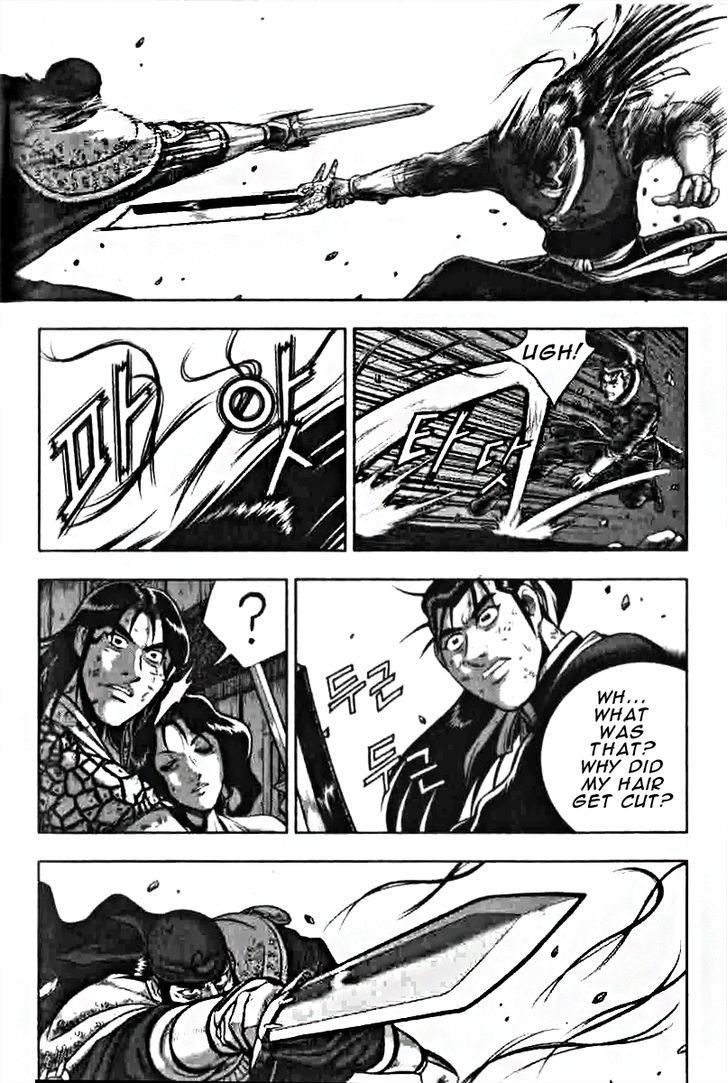 UGH!
파
앗
타
닷
?
두근
두근
WH...
WHAT
WAS
THAT?
WHY DID
MY HAIR
GET CUT?